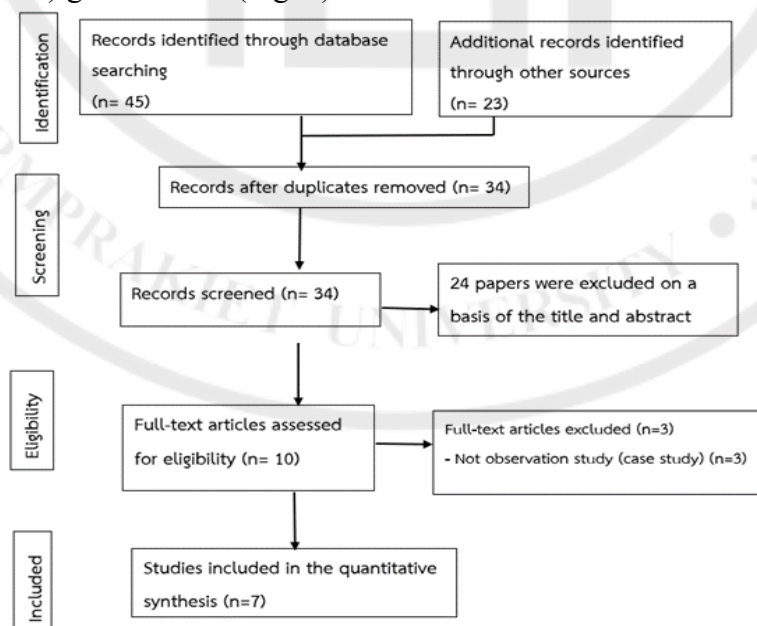 Identification
Records identified through database
searching
(n= 45)
Additional records identified
through other sources
(n= 23)
Records after duplicates removed (n= 34)
Screening
Records screened (n= 34)
24 papers were excluded on a
basis of the title and abstract
UNIVERSITY
Eligibility
Full-text articles assessed
for eligibility (n= 10)
Full-text articles excluded (n=3)
- Not observation study (case study) (n=3)
Included
Studies included in the quantitative
synthesis (n=7)